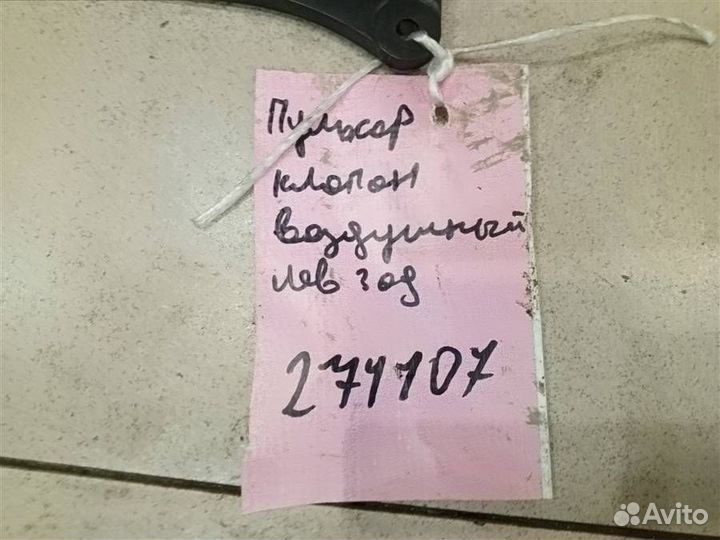 Пульсар
клапан
воздушный
лев зад
274107
Avito